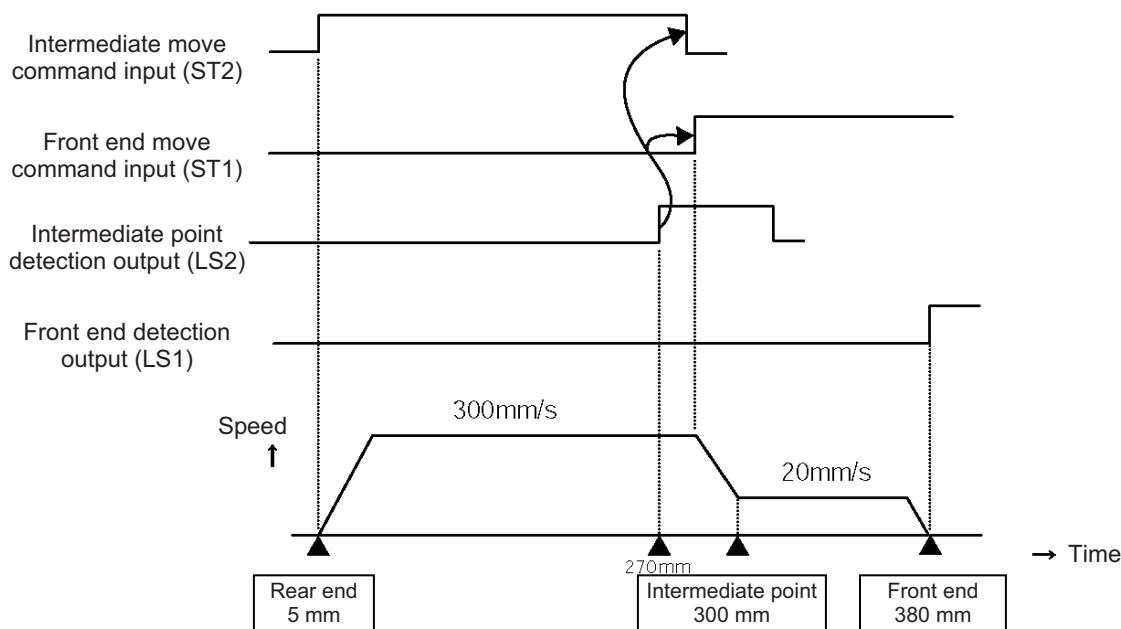 Intermediate move
command input (ST2)
Front end move
command input (ST1)
Intermediate point
detection output (LS2)
Front end detection
output (LS1)
300mm/s
Speed
20mm/s
Time
270mm
Rear end
5 mm
Intermediate point
300 mm
Front end
380 mm